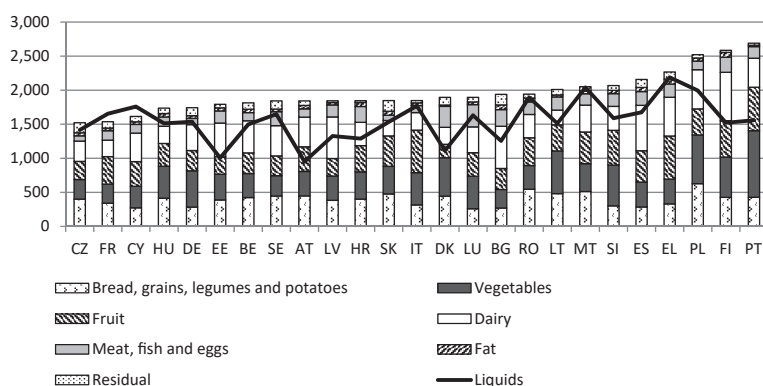 3,000
2,500
2,000
1,500
1,000
500
0
CZ FR CY HU DE EE BE SE AT LV HR SK IT DK LU BG RO LT MT SI ES EL PL FI PT
Bread, grains, legumes and potatoes Vegetables
Fruit Dairy
Meat, fish and eggs Fat
Residual Liquids